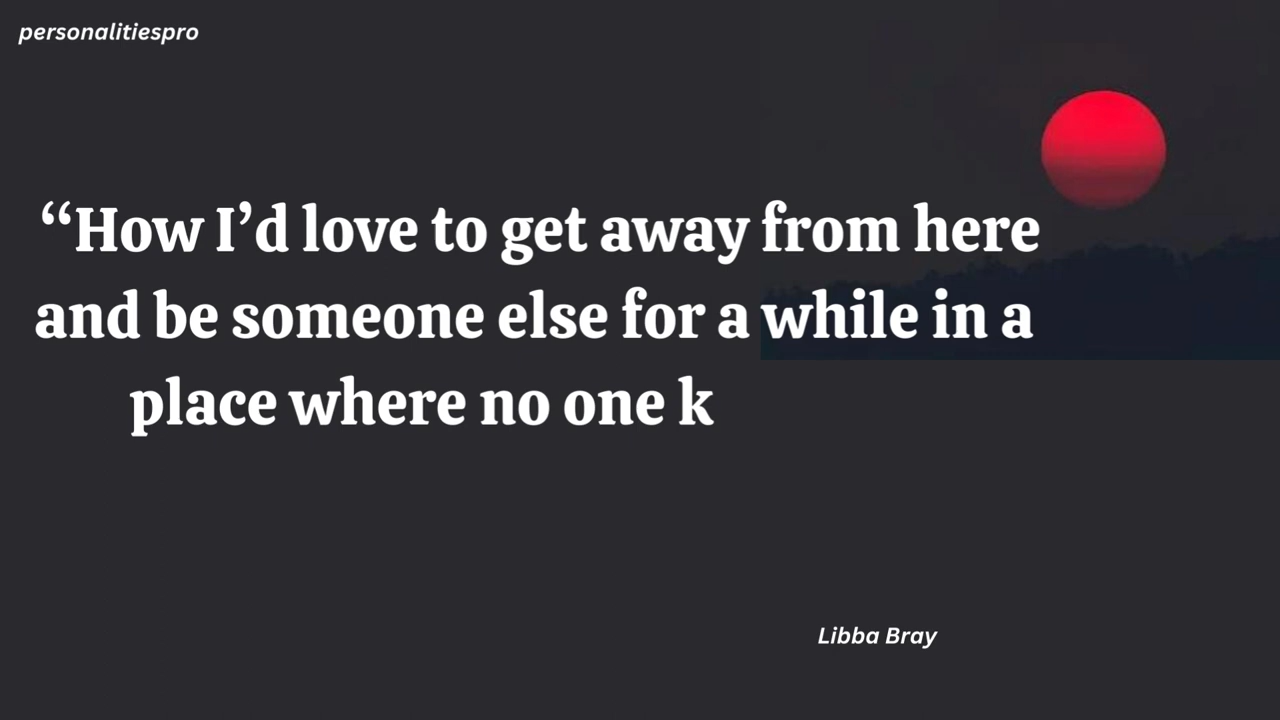 personalitiespro
“How I’d love to get away from here
and be someone else for a while in a
place where no one k
Libba Bray